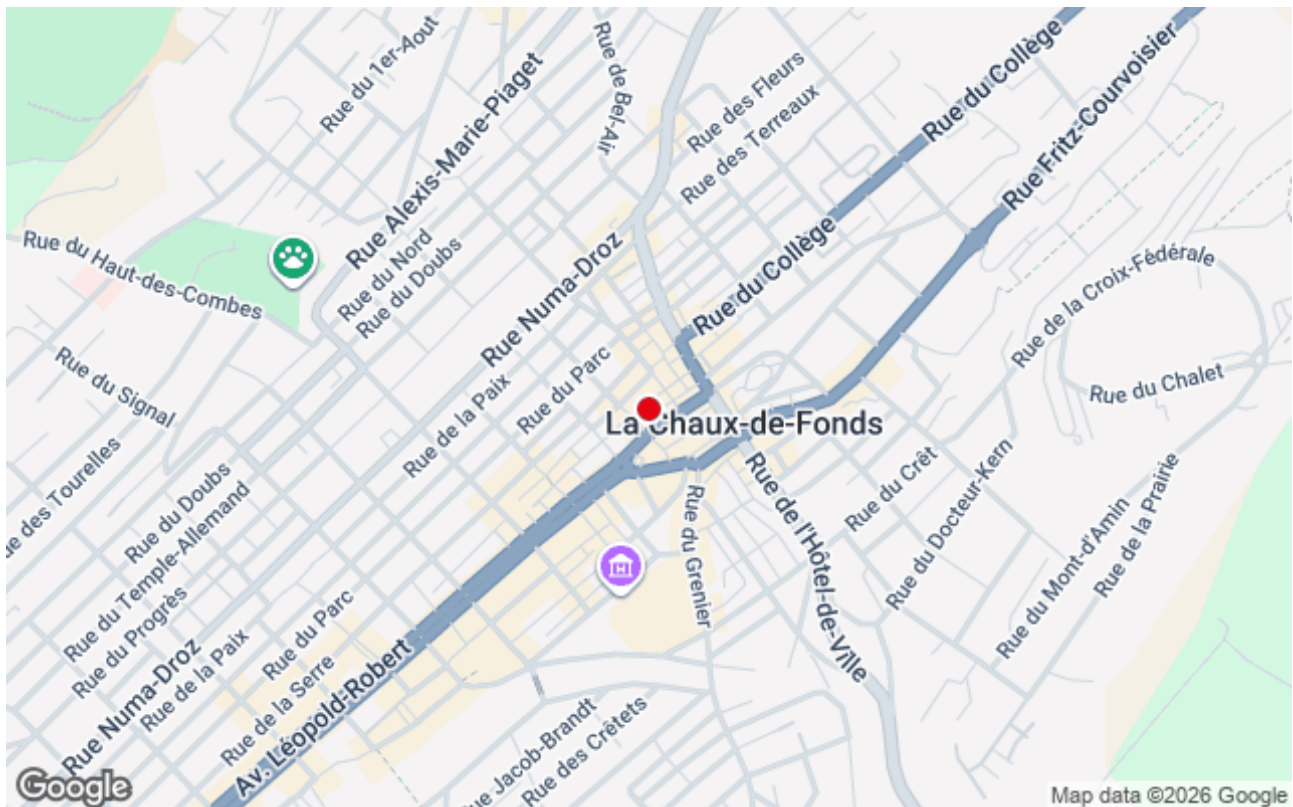 Rue du 1er-Aout
Rue Alexis-Marie-Piaget
Rue de Bel-Air
Rue des Fleurs
Rue des Terreaux
Rue du Collège
Rue Fritz-Courvoisier
Rue du Haut-des-Combes
Rue du Nord
Rue du Doubs
Rue Numa-Droz
Rue du Collège
Rue de la Croix-Fédérale
Rue du Signal
Rue de la Paix
Rue du Parc
Rue du Chalet
La Chaux-de-Fonds
Rue des Tourelles
Rue du Doubs
Rue du Temple-Allemand
Rue du Progrès
Rue Numa-Droz
Rue de la Paix
Rue du Parc
Rue de la Serre
Av. Léopold-Robert
Rue du Grenier
Rue de l'Hôtel-de-Ville
Rue du Crêt
Rue du Docteur-Kern
Rue du Mont-d'Amin
Rue de la Prairie
Rue Jacob-Brandt
Rue des Crêtets
H
Google
Map data ©2026 Google